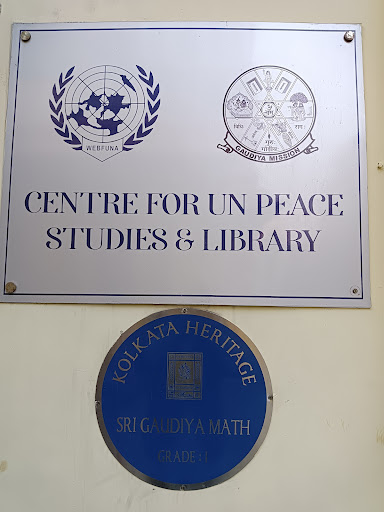 WEBFUNA
GAUDIYA MISSION
CENTRE FOR UN PEACE
STUDIES & LIBRARY
KOLKATA HERITAGE
SRI GAUDIYA MATH
GRADE : I